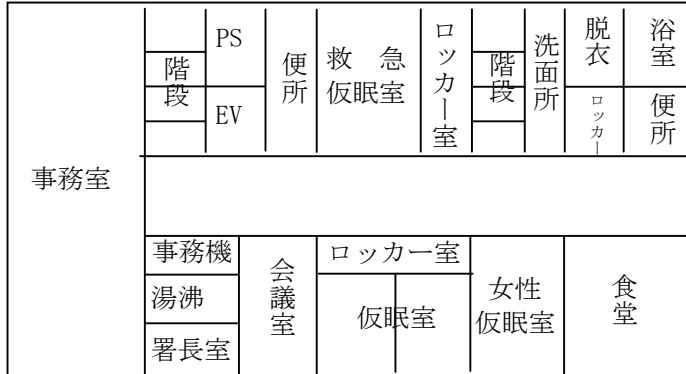 事務室
階段
PS
EV
便所
救急
仮眠室
ロッカー室
階段
洗面所
脱衣
ロッカー
浴室
便所
事務機
湯沸
署長室
会議室
ロッカー室
仮眠室
女性
仮眠室
食堂